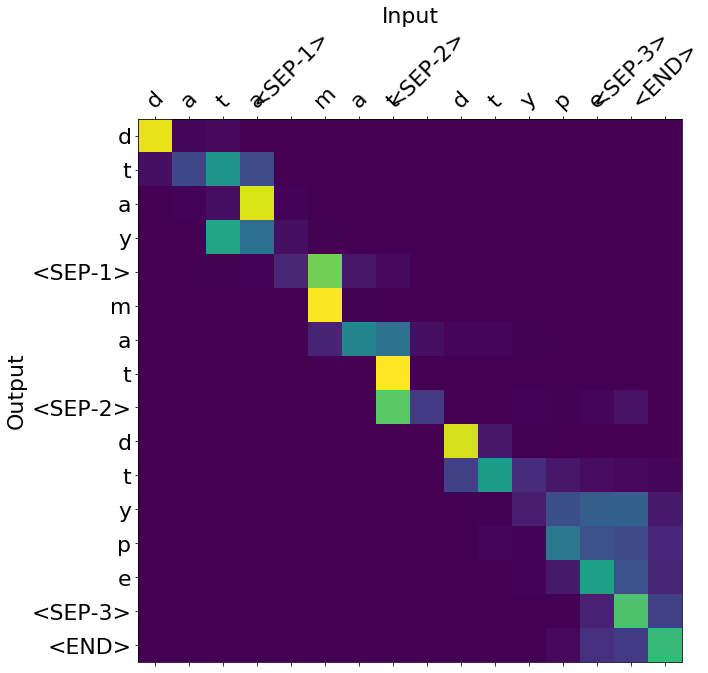 Input
d a t a <SEP-1> m a t <SEP-2> d t y p e <SEP-3> <END>
Output
d
t
a
y
<SEP-1>
m
a
t
<SEP-2>
d
t
y
p
e
<SEP-3>
<END>